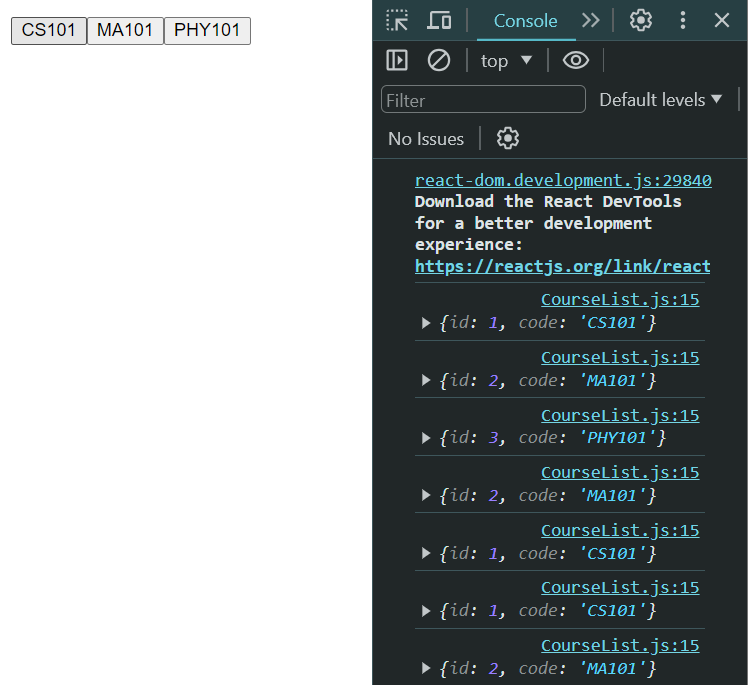 CS101 MA101 PHY101
Console
top
Filter Default levels
No Issues
react-dom.development.js:29840
Download the React DevTools
for a better development
experience:
https://reactjs.org/link/react
CourseList.js:15
{id: 1, code: 'CS101'}
CourseList.js:15
{id: 2, code: 'MA101'}
CourseList.js:15
{id: 3, code: 'PHY101'}
CourseList.js:15
{id: 2, code: 'MA101'}
CourseList.js:15
{id: 1, code: 'CS101'}
CourseList.js:15
{id: 1, code: 'CS101'}
CourseList.js:15
{id: 2, code: 'MA101'}